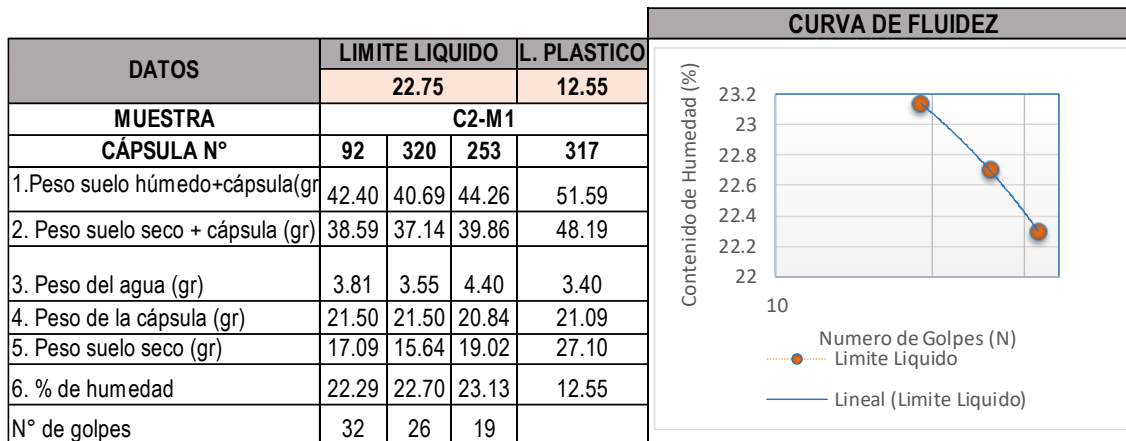 DATOS LIMITE LIQUIDO L. PLASTICO
22.75 12.55
MUESTRA C2-M1
CÁPSULA N° 92 320 253 317
1.Peso suelo húmedo+cápsula(gr 42.40 40.69 44.26 51.59
2. Peso suelo seco + cápsula (gr) 38.59 37.14 39.86 48.19
3. Peso del agua (gr) 3.81 3.55 4.40 3.40
4. Peso de la cápsula (gr) 21.50 21.50 20.84 21.09
5. Peso suelo seco (gr) 17.09 15.64 19.02 27.10
6. % de humedad 22.29 22.70 23.13 12.55
N° de golpes 32 26 19
CURVA DE FLUIDEZ
Contenido de Humedad (%)
23.2
23
22.8
22.6
22.4
22.2
22
10
Numero de Golpes (N)
Limite Liquido
Lineal (Limite Liquido)